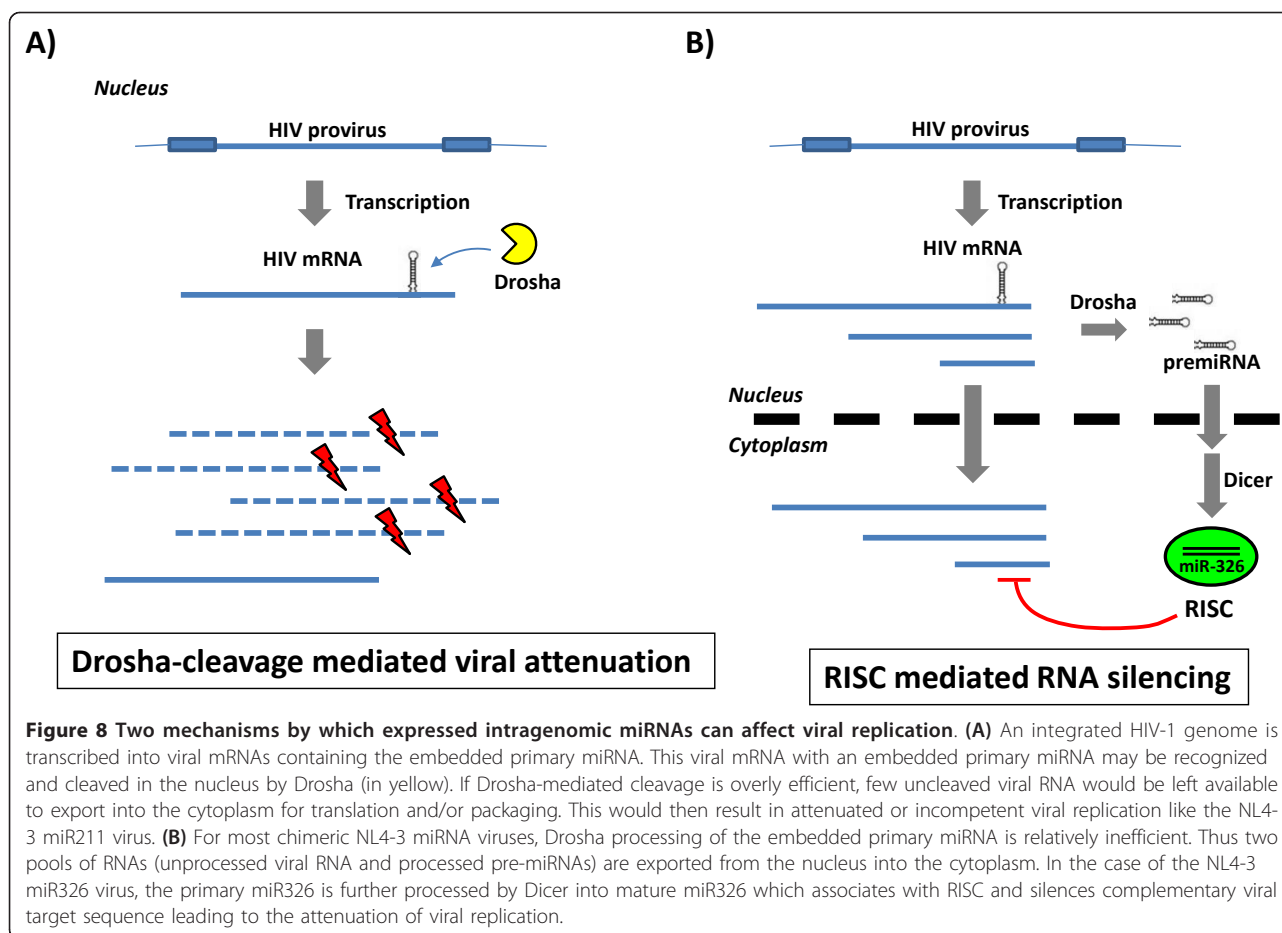 A)
Nucleus
HIV provirus
Transcription
HIV mRNA
Drosha
Drosha-cleavage mediated viral attenuation
B)
HIV provirus
Transcription
HIV mRNA
Drosha
premiRNA
Nucleus
Cytoplasm
Dicer
miR-326
RISC
RISC mediated RNA silencing
Figure 8 Two mechanisms by which expressed intragenomic miRNAs can affect viral replication. (A) An integrated HIV-1 genome is
transcribed into viral mRNAs containing the embedded primary miRNA. This viral mRNA with an embedded primary miRNA may be recognized
and cleaved in the nucleus by Drosha (in yellow). If Drosha-mediated cleavage is overly efficient, few uncleaved viral RNA would be left available
to export into the cytoplasm for translation and/or packaging. This would then result in attenuated or incompetent viral replication like the NL4-
3 miR211 virus. (B) For most chimeric NL4-3 miRNA viruses, Drosha processing of the embedded primary miRNA is relatively inefficient. Thus two
pools of RNAs (unprocessed viral RNA and processed pre-miRNAs) are exported from the nucleus into the cytoplasm. In the case of the NL4-3
miR326 virus, the primary miR326 is further processed by Dicer into mature miR326 which associates with RISC and silences complementary viral
target sequence leading to the attenuation of viral replication.